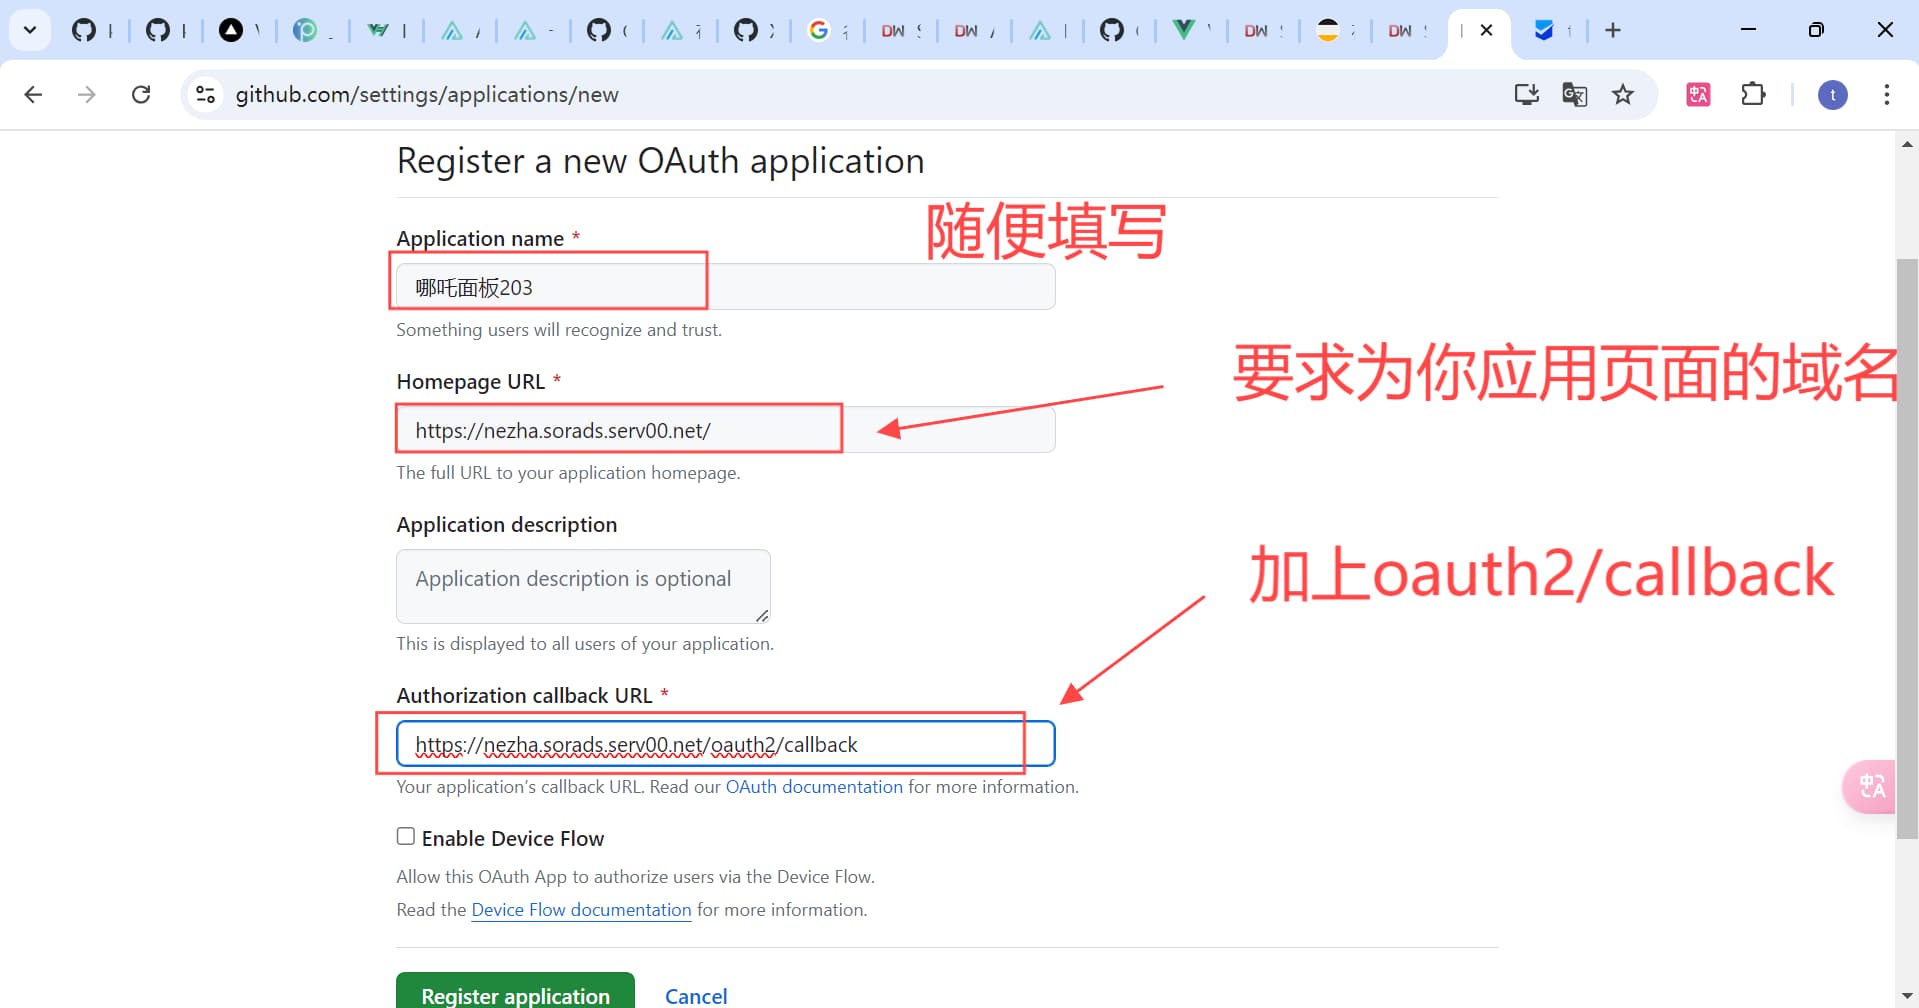 github.com/settings/applications/new
t
Register a new OAuth application
随便填写
Application name *
哪吒面板203
Something users will recognize and trust.
要求为你应用页面的域名
Homepage URL *
https://nezha.sorads.serv00.net/
The full URL to your application homepage.
Application description
加上oauth2/callback
Application description is optional
This is displayed to all users of your application.
Authorization callback URL *
https://nezha.sorads.serv00.net/oauth2/callback
Your application’s callback URL. Read our OAuth documentation for more information.
Enable Device Flow
Allow this OAuth App to authorize users via the Device Flow.
Read the Device Flow documentation for more information.
Register application Cancel